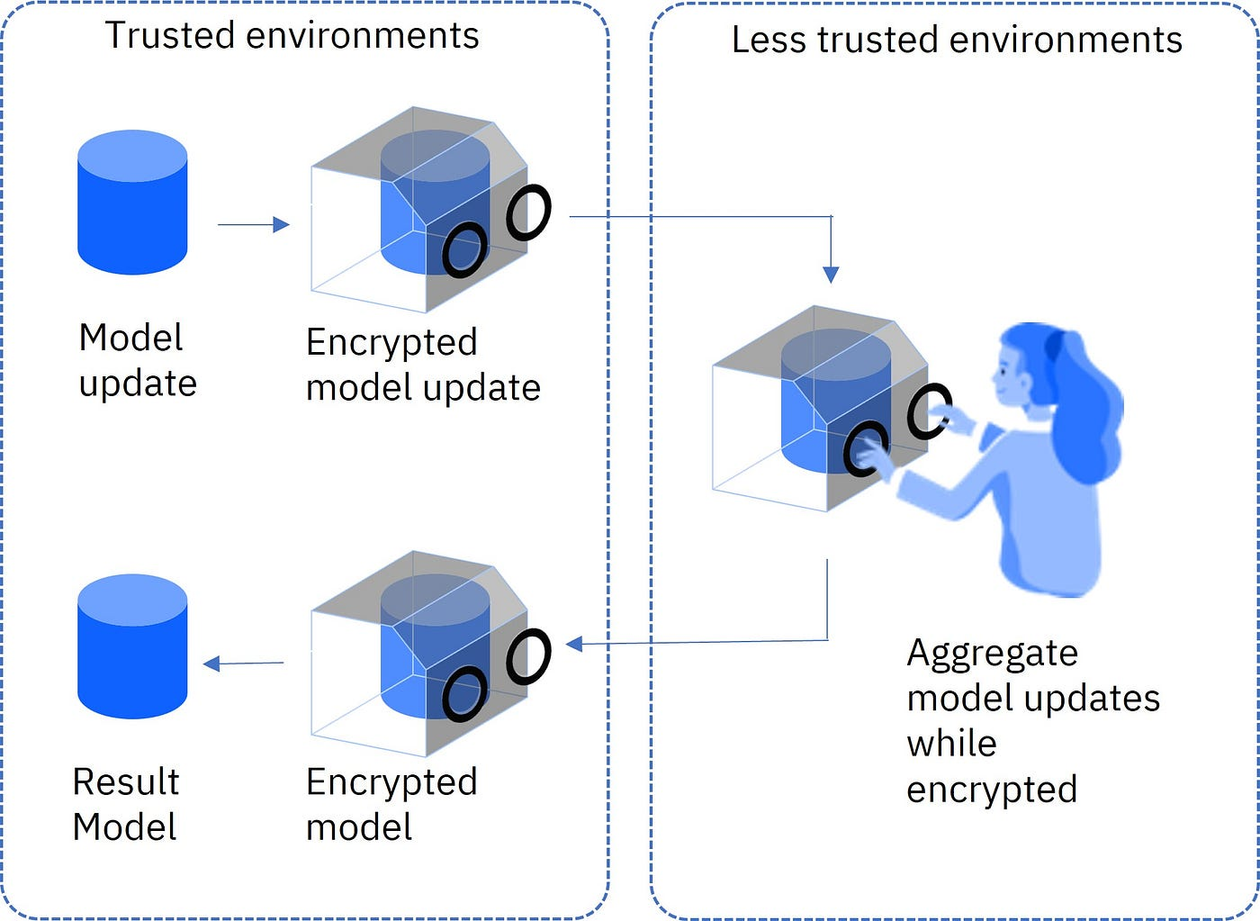 Trusted environments
Less trusted environments
Model
update
Encrypted
model update
Aggregate
model updates
while
encrypted
Result
Model
Encrypted
model